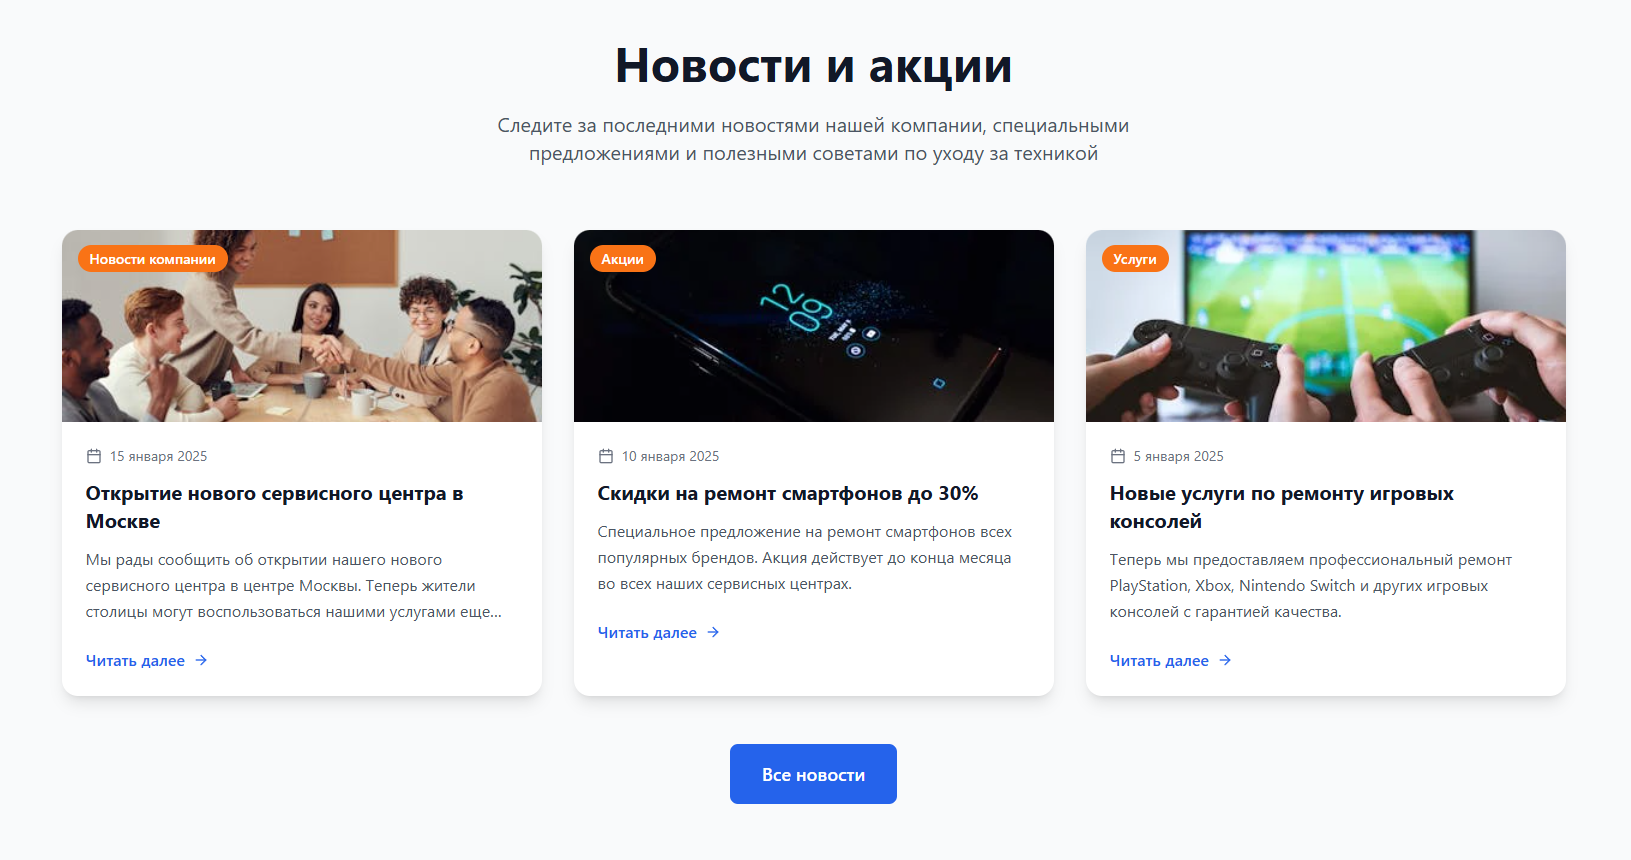 Новости и акции
Следите за последними новостями нашей компании, специальными
предложениями и полезными советами по уходу за техникой
Новости компании
15 января 2025
Открытие нового сервисного центра в
Москве
Мы рады сообщить об открытии нашего нового
сервисного центра в центре Москвы. Теперь жители
столицы могут воспользоваться нашими услугами еще...
Читать далее
Акции
12
09
10 января 2025
Скидки на ремонт смартфонов до 30%
Специальное предложение на ремонт смартфонов всех
популярных брендов. Акция действует до конца месяца
во всех наших сервисных центрах.
Читать далее
Услуги
5 января 2025
Новые услуги по ремонту игровых
консолей
Теперь мы предоставляем профессиональный ремонт
PlayStation, Xbox, Nintendo Switch и других игровых
консолей с гарантией качества.
Читать далее
Все новости